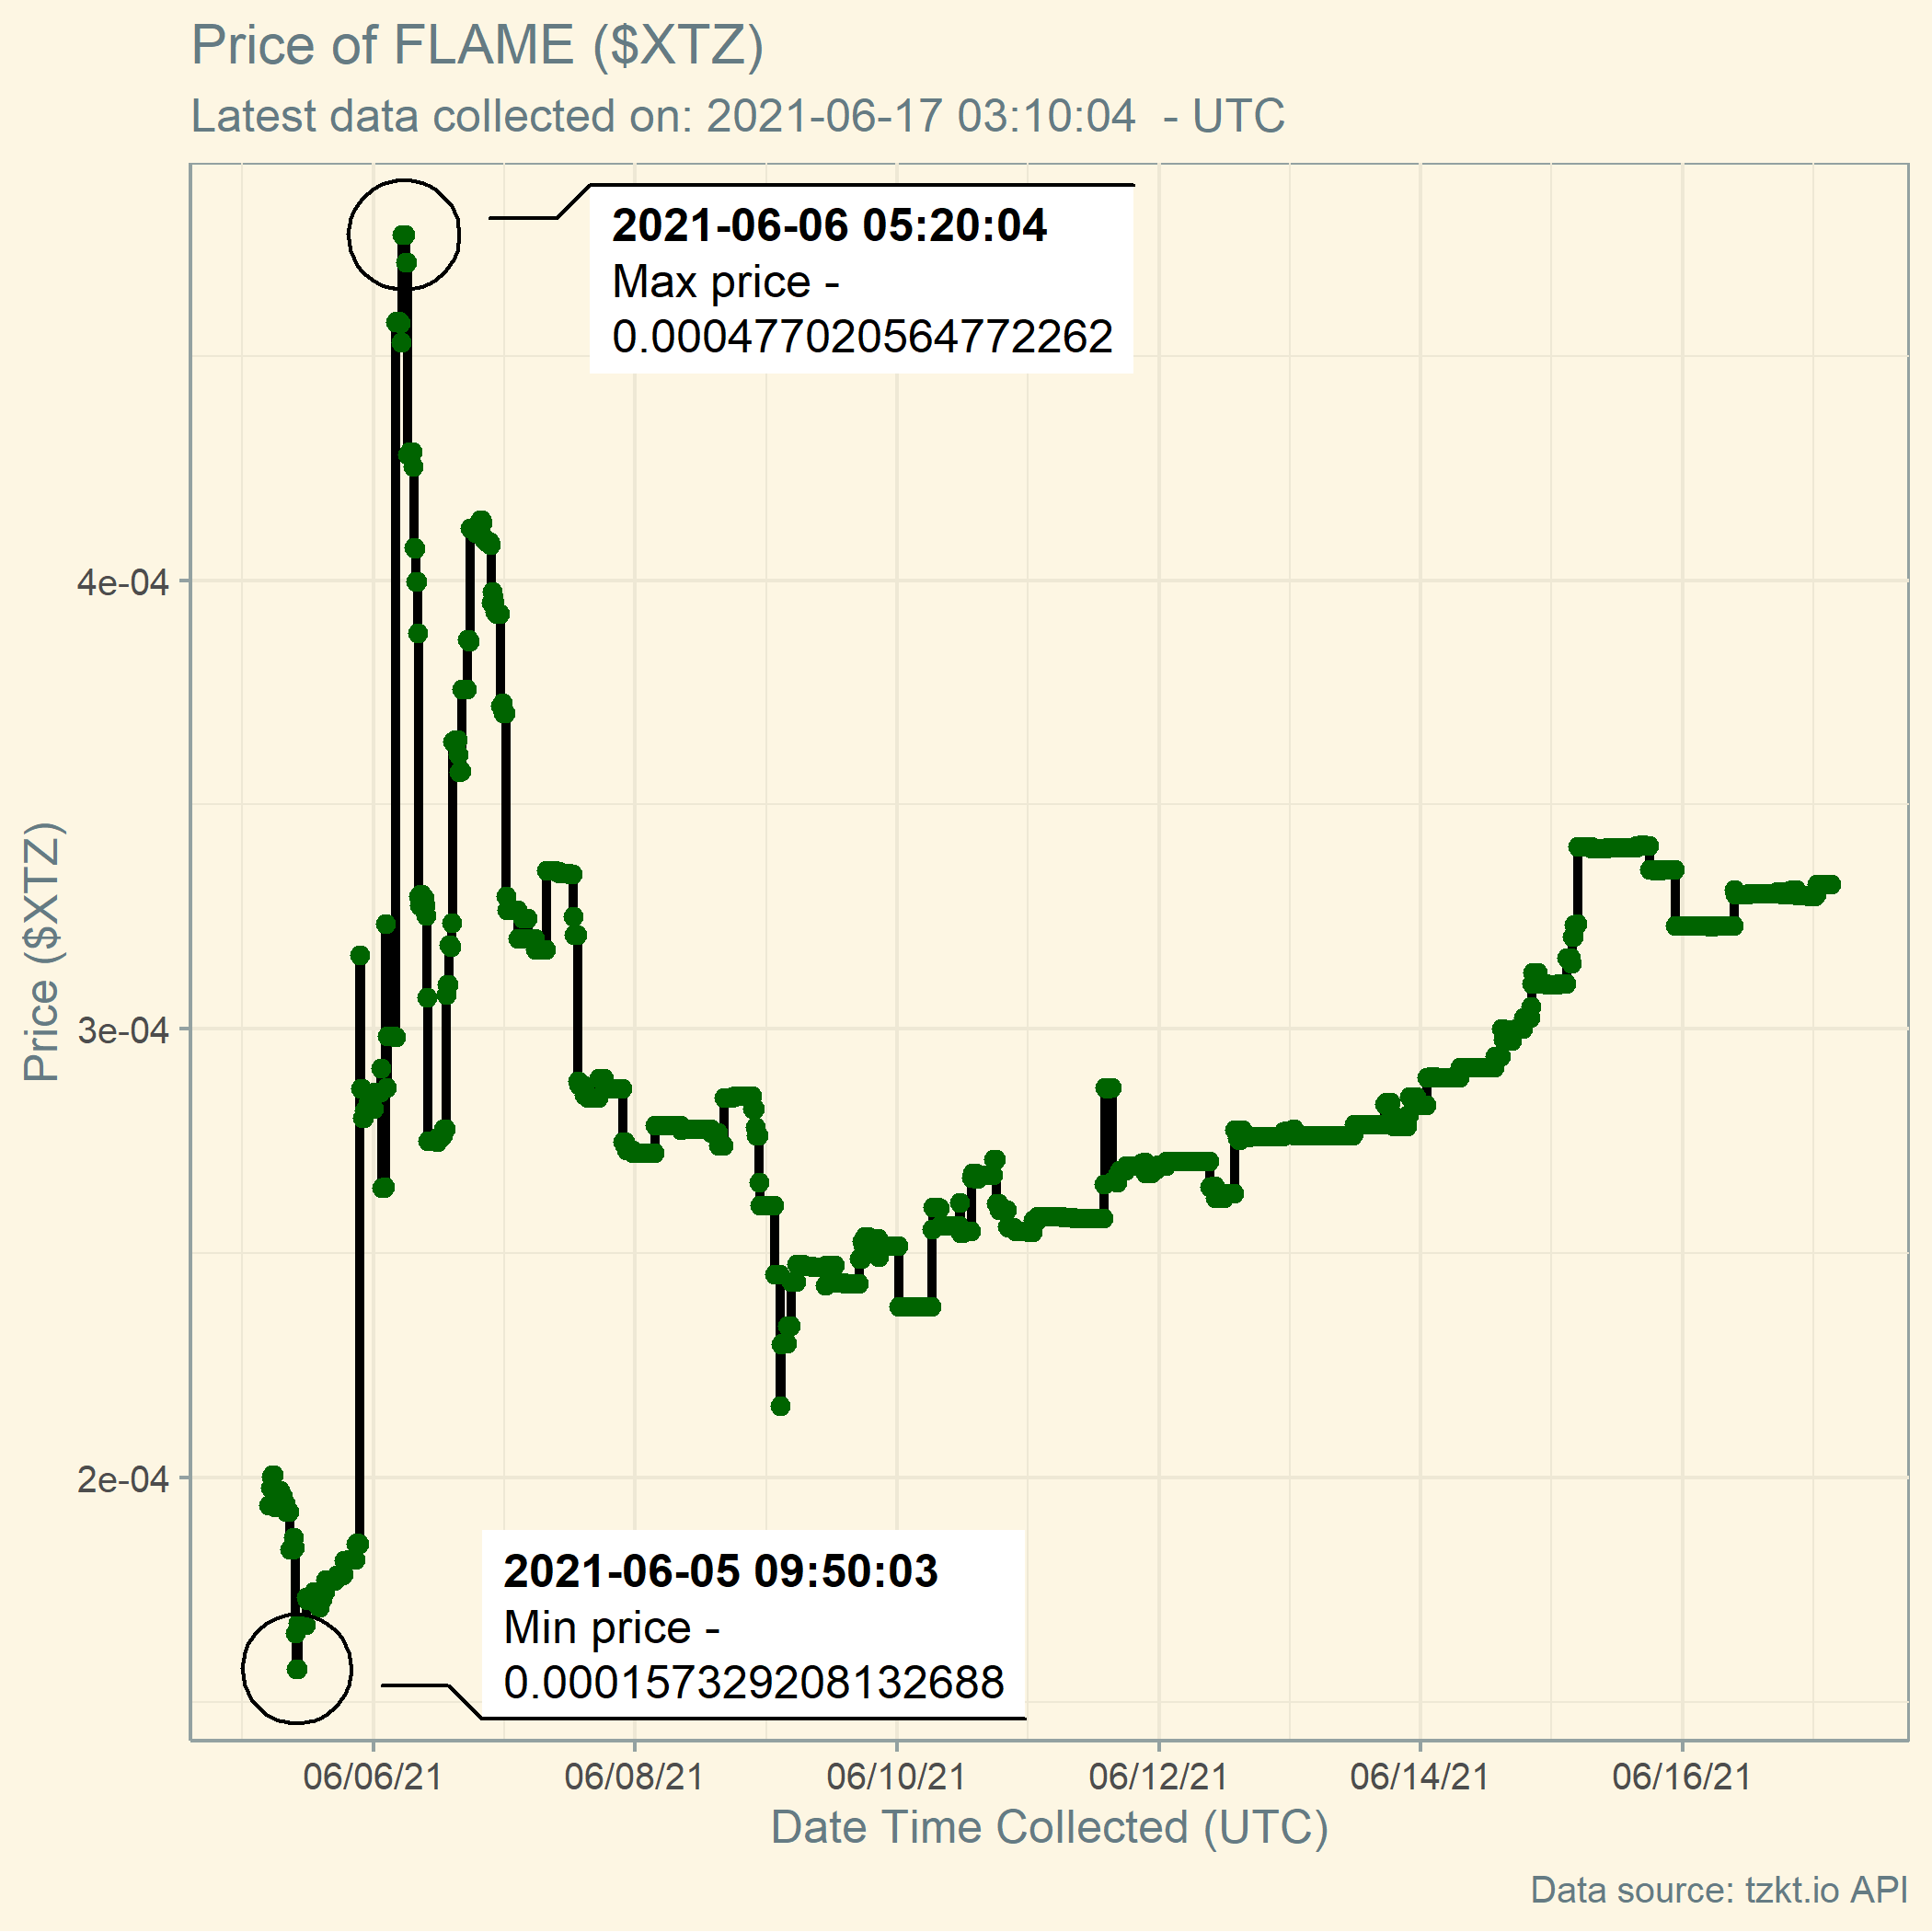 Price of FLAME ($XTZ)
Latest data collected on: 2021-06-17 03:10:04  - UTC
2021-06-06 05:20:04
Max price -
0.000477020564772262
4e-04
3e-04
2e-04
Price ($XTZ)
2021-06-05 09:50:03
Min price -
0.000157329208132688
06/06/21
06/08/21
06/10/21
06/12/21
06/14/21
06/16/21
Date Time Collected (UTC)
Data source: tzkt.io API